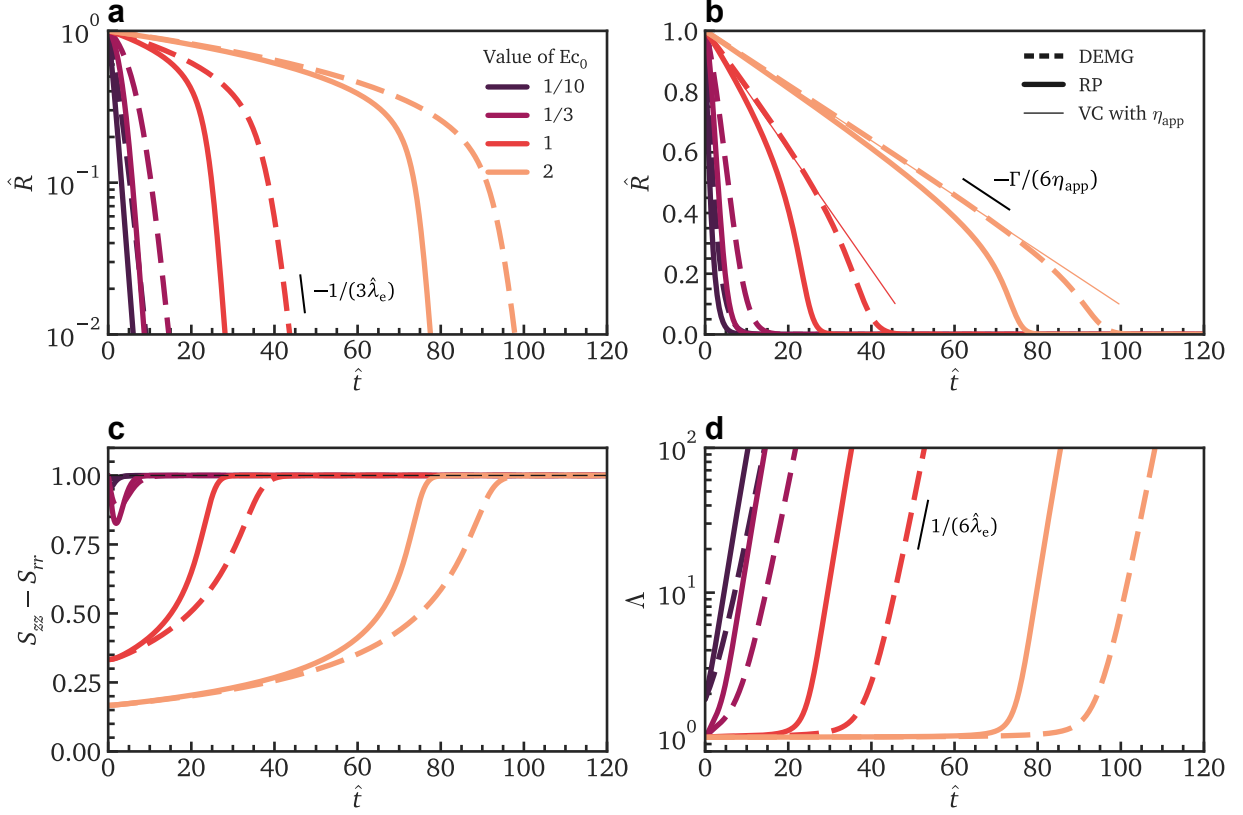 a
10^0
10^{-1}
10^{-2}
R̂
Value of Ec_0
1/10
1/3
1
2
−1/(3λ̂_e)
0 20 40 60 80 100 120
t̂
b
1.0
0.8
0.6
0.4
0.2
0.0
R̂
DEMG
RP
VC with η_app
−Γ/(6η_app)
0 20 40 60 80 100 120
t̂
c
1.00
0.75
0.50
0.25
0.00
S_zz − S_rr
0 20 40 60 80 100 120
t̂
d
10^2
10^1
10^0
Λ
1/(6λ̂_e)
0 20 40 60 80 100 120
t̂